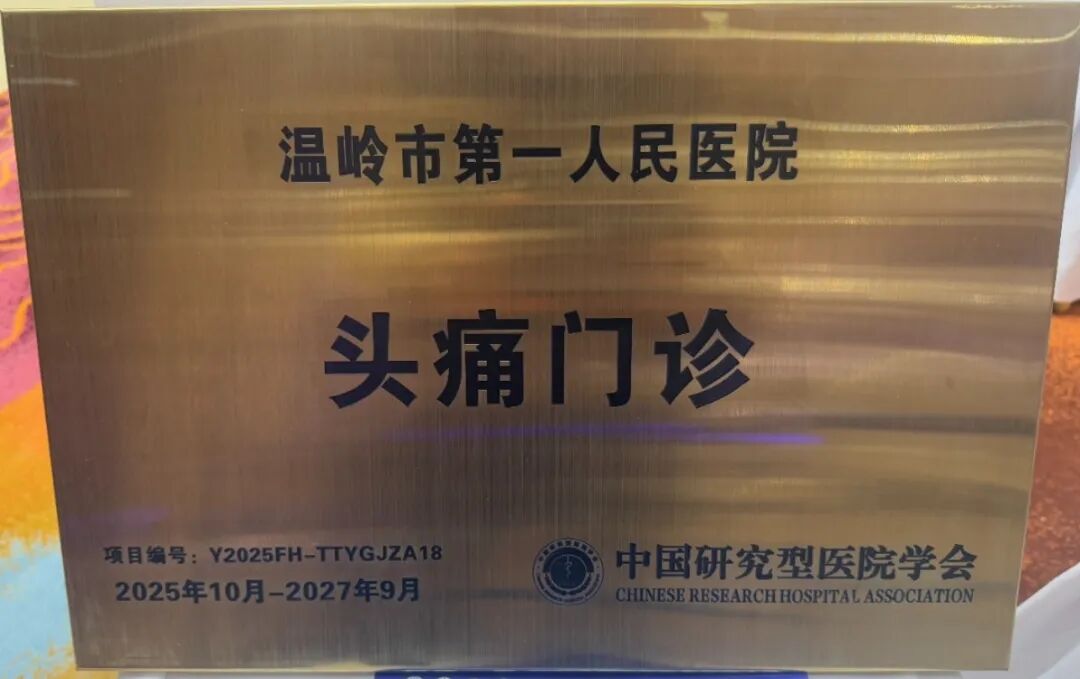 温岭市第一人民医院
头痛门诊
项目编号：Y2025FH-TTYGJZA18
2025年10月-2027年9月
中国研究型医院学会
CHINESE RESEARCH HOSPITAL ASSOCIATION